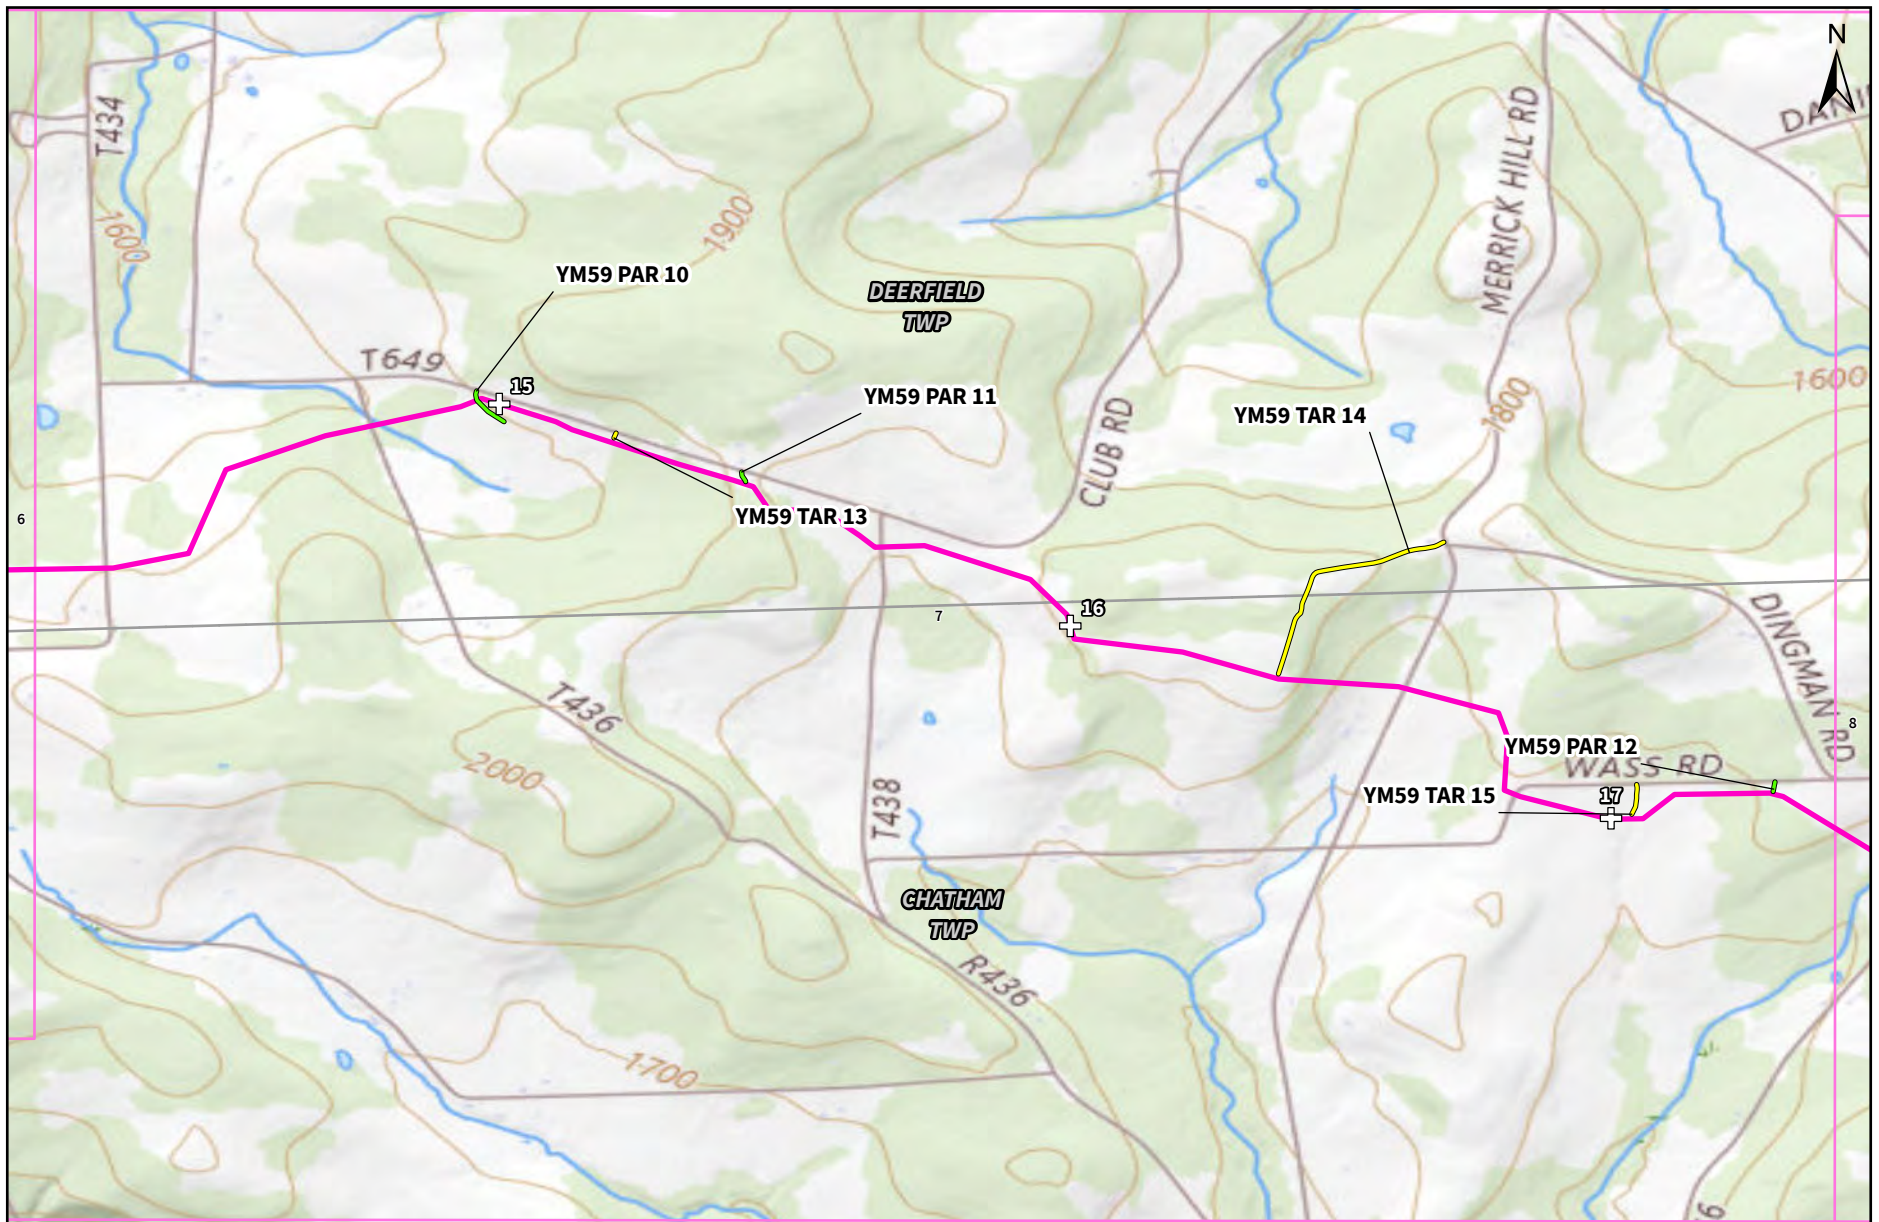 N
DANI
T434
MERRICK HILL RD
1600
1900
YM59 PAR 10
DEERFIELD
TWP
T649
15
YM59 PAR 11
1600
1800
YM59 TAR 14
CLUB RD
6
YM59 TAR 13
16
7
DINGMAN RD
T436
8
2000
YM59 PAR 12
WASS RD
T438
YM59 TAR 15
17
CHATHAM
TWP
R436
1700
6